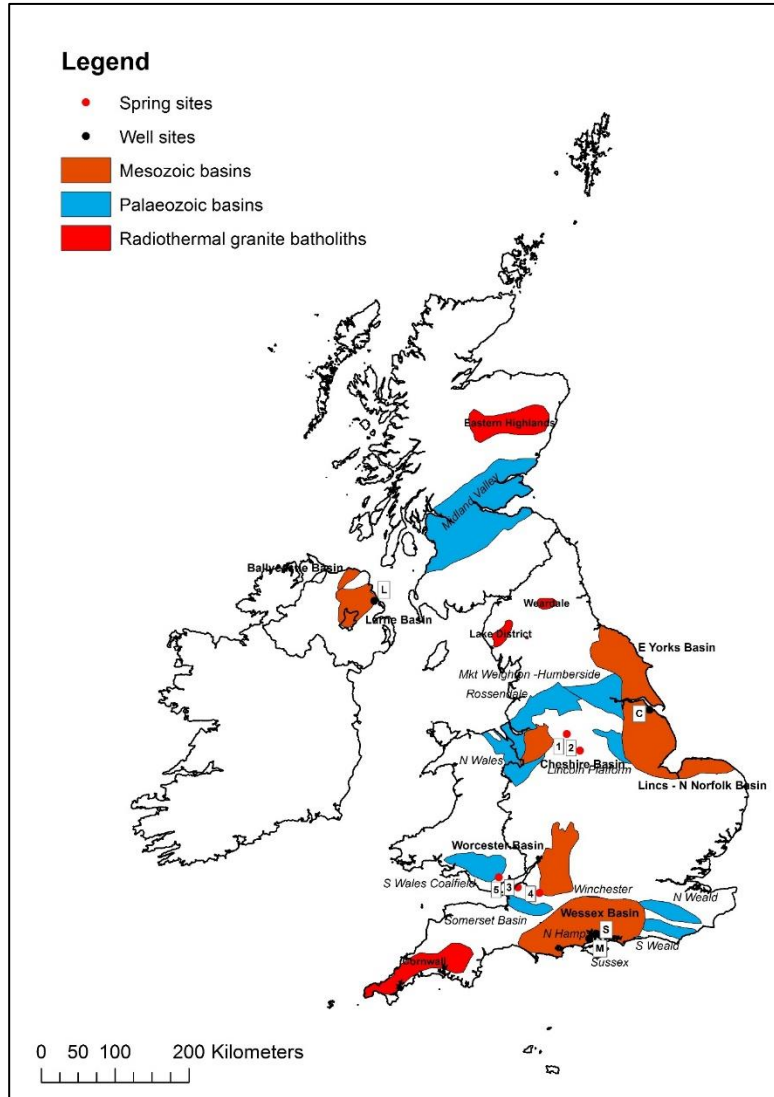 Legend
Spring sites
Well sites
Mesozoic basins
Palaeozoic basins
Radiothermal granite batholiths
Eastern Highlands
Midland Valley
Ballycastle Basin
L
Larne Basin
Weardale
Lake District
E Yorks Basin
Mkt Weighton -Humberside
Rossendale
C
1
2
N Wales
Cheshire Basin
Lincoln Platform
Lincs - N Norfolk Basin
Worcester Basin
S Wales Coalfield
5
3
4
Winchester
N Weald
Somerset Basin
Wessex Basin
N Hamp
S
S Weald
M
Sussex
Cornwall
0 50 100 200 Kilometers